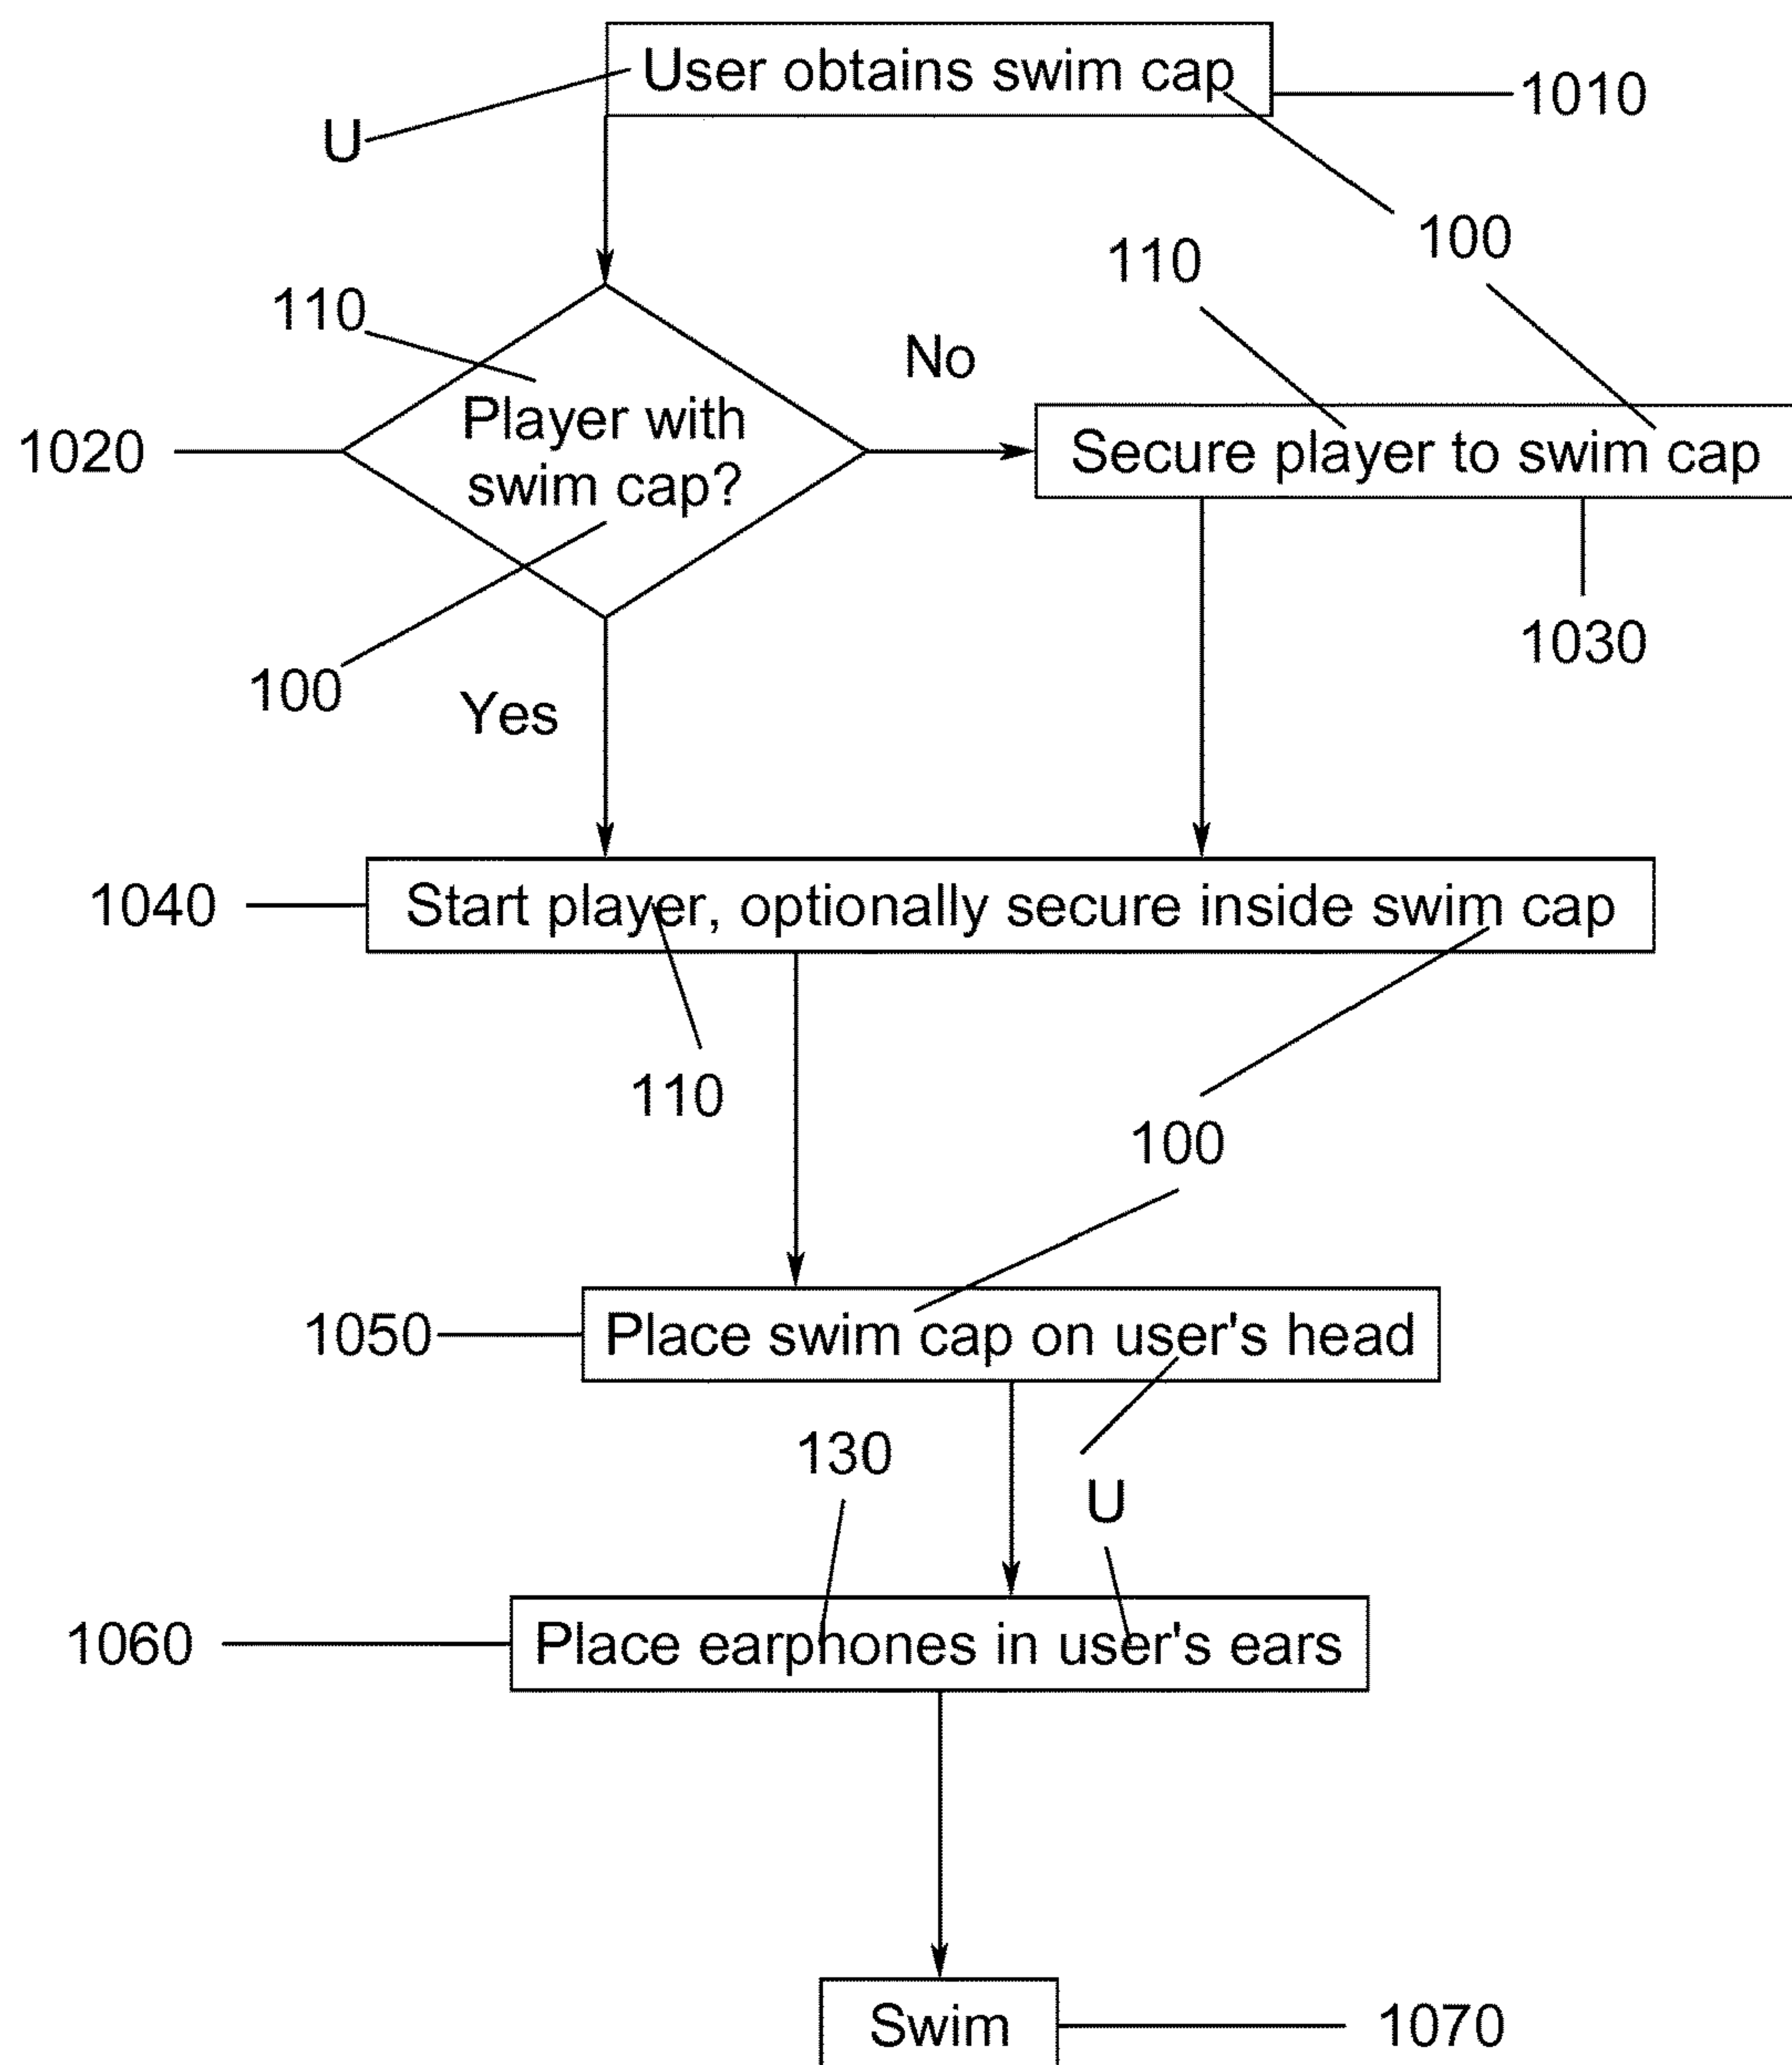 User obtains swim cap
1010
U
100
110
110
No
Player with
swim cap?
1020
Secure player to swim cap
1030
100
Yes
1040
Start player, optionally secure inside swim cap
110
100
1050
Place swim cap on user's head
130
U
1060
Place earphones in user's ears
Swim
1070